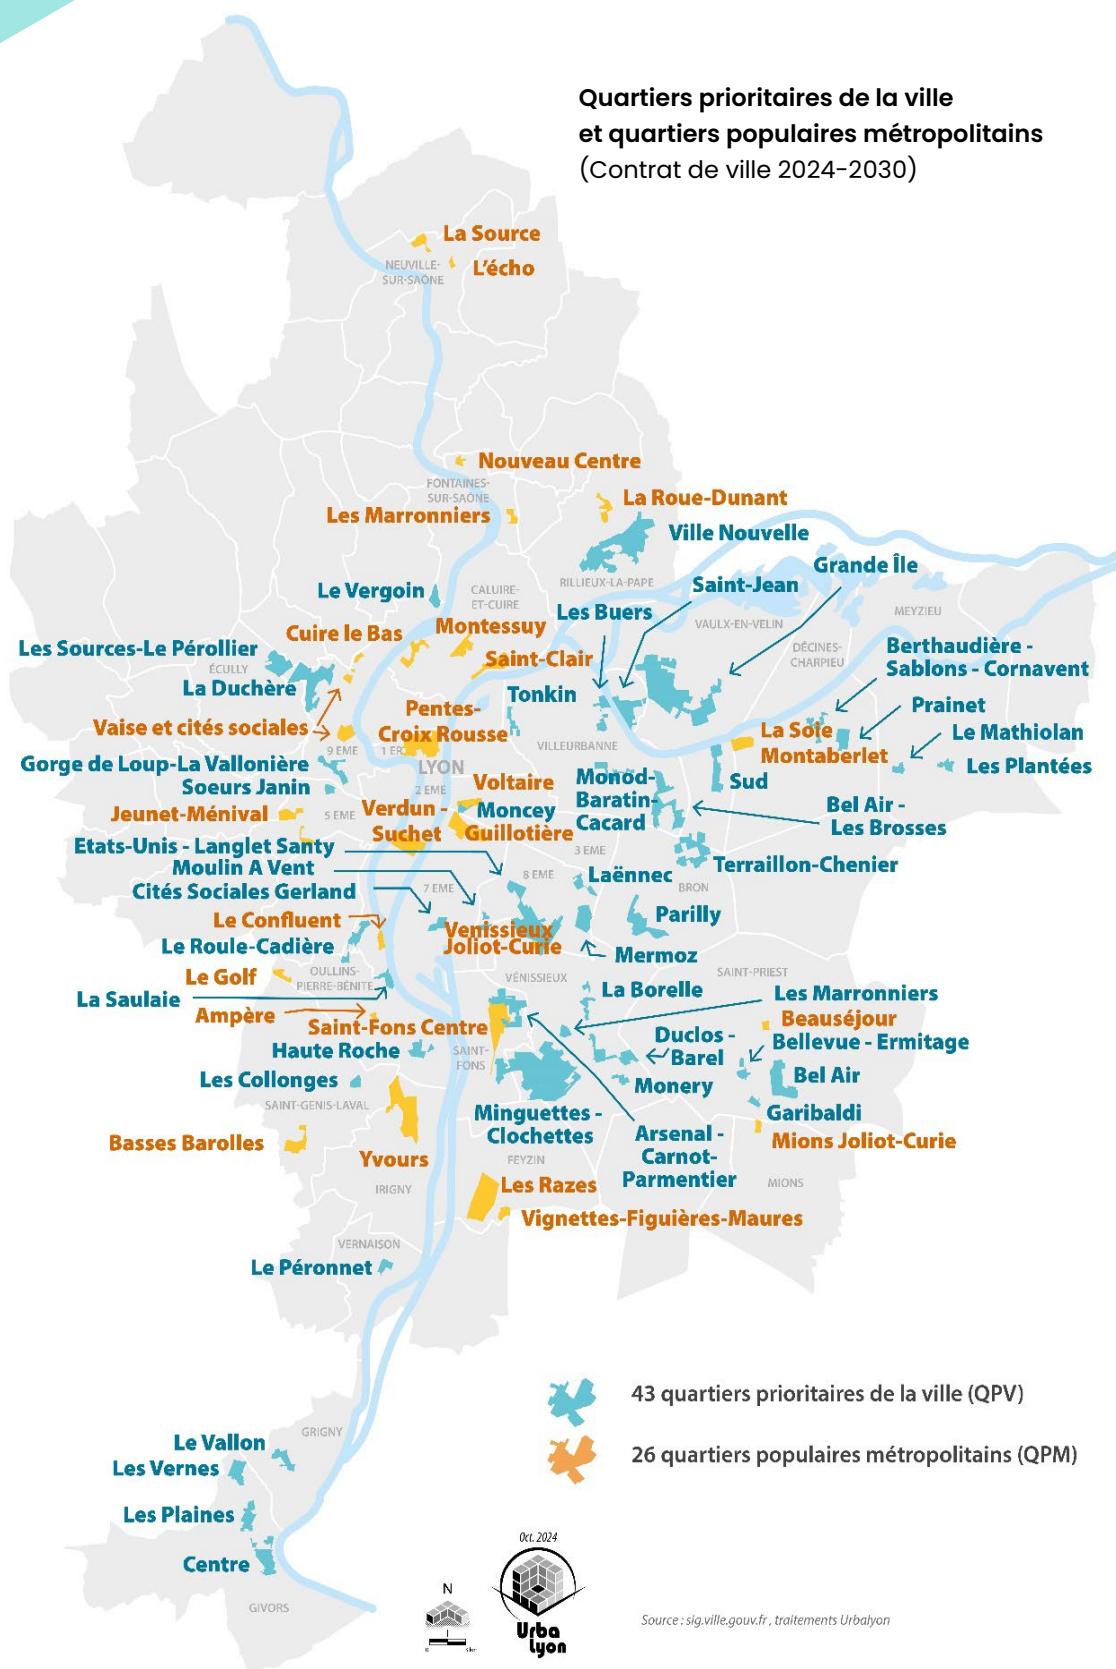 Quartiers prioritaires de la ville
et quartiers populaires métropolitains
(Contrat de ville 2024-2030)
La Source
NEUVILLE-
SUR-SAÔNE
L'écho
Nouveau Centre
FONTAINES-
SUR-SAÔNE
La Roue-Dunant
Les Marronniers
Ville Nouvelle
Grande Île
RILLIEUX-LA-PAPE
Saint-Jean
Le Vergoin
CALUIRE-
ET-CUIRE
Les Buers
MEYZIEU
VAULX-EN-VELIN
Cuire le Bas
Montessuy
Les Sources-Le Pérollier
ÉCULLY
Saint-Clair
DÉCINES-
CHARPIEU
Berthaudière -
Sablons - Cornavent
La Duchère
Tonkin
Prainet
Pentes-
Croix Rousse
Vaise et cités sociales
La Soie
Montaberlet
Le Mathiolan
9 EME
1 ER
VILLEURBANNE
Gorge de Loup-La Vallonière
LYON
Les Plantées
Soeurs Janin
2 EME
Voltaire
Monod-
Baratin-
Cacard
Sud
Jeunet-Ménival
5 EME
Verdun -
Suchet
Moncey
Guillotière
Bel Air -
Les Brosses
Etats-Unis - Langlet Santy
3 EME
Moulin A Vent
8 EME
Laënnec
Terraillon-Chenier
Cités Sociales Gerland
7 EME
BRON
Le Confluent
Venissieux
Joliot-Curie
Parilly
Le Roule-Cadière
Mermoz
Le Golf
OULLINS-
PIERRE-BÉNITE
VÉNISSIEUX
SAINT-PRIEST
La Saulaie
La Borelle
Les Marronniers
Ampère
Saint-Fons Centre
Beauséjour
Haute Roche
SAINT-
FONS
Duclos -
Barel
Bellevue - Ermitage
Les Collonges
Monery
Bel Air
SAINT-GENIS-LAVAL
Minguettes -
Clochettes
Garibaldi
Basses Barolles
Arsenal -
Carnot-
Parmentier
Mions Joliot-Curie
Yvours
FEYZIN
IRIGNY
Les Razes
MIONS
Vignettes-Figuières-Maures
VERNAISON
Le Péronnet
43 quartiers prioritaires de la ville (QPV)
GRIGNY
Le Vallon
26 quartiers populaires métropolitains (QPM)
Les Vernes
Les Plaines
Centre
Oct. 2024
N
GIVORS
Urba
Lyon
Source : sig.ville.gouv.fr , traitements Urbalyon